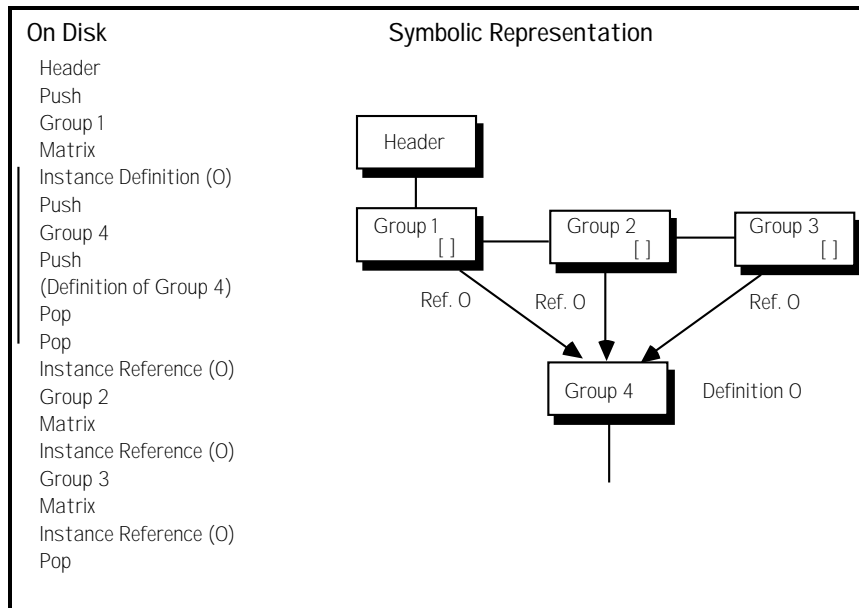 On Disk
Header
Push
Group 1
Matrix
Instance Definition (0)
Push
Group 4
Push
(Definition of Group 4)
Pop
Pop
Instance Reference (0)
Group 2
Matrix
Instance Reference (0)
Group 3
Matrix
Instance Reference (0)
Pop
Symbolic Representation
Header
Group 1
[ ]
Group 2
[ ]
Group 3
[ ]
Ref. 0
Ref. 0
Ref. 0
Group 4
Definition 0